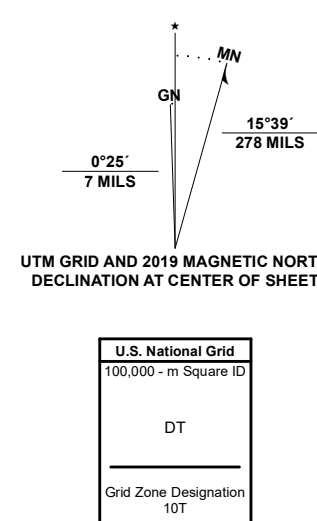 ★
MN
GN
15°39´
278 MILS
0°25´
7 MILS
UTM GRID AND 2019 MAGNETIC NORT
DECLINATION AT CENTER OF SHEET
U.S. National Grid
100,000 - m Square ID
DT
Grid Zone Designation
10T